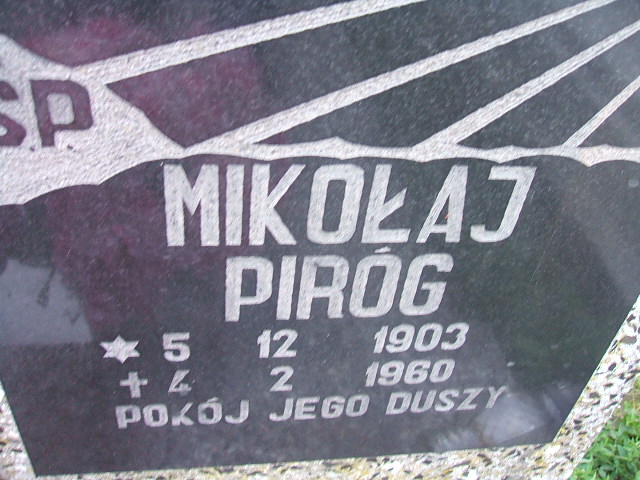 SP
MIKOŁAJ
PIRÓG
5 12 1903
4 2 1960
POKÓJ JEGO DUSZY